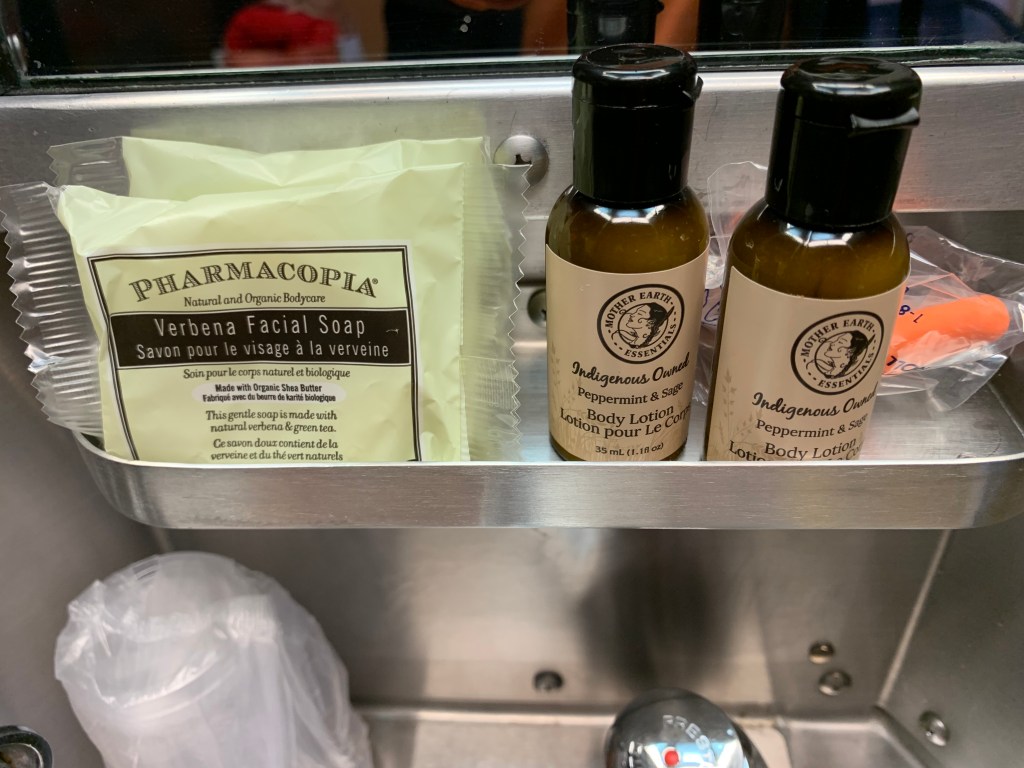 PHARMACOPIA®
Natural and Organic Bodycare
Verbena Facial Soap
Savon pour le visage à la verveine
Soin pour le corps naturel et biologique
Made with Organic Shea Butter
Fabriqué avec du beurre de karité biologique
This gentle soap is made with
natural verbena & green tea.
Ce savon doux contient de la
verveine et du thé vert naturels
MOTHER EARTH
ESSENTIALS
Indigenous Owned
Peppermint & Sage
Body Lotion
Lotion pour Le Corps
35 mL (1.1fl oz)
MOTHER EARTH
ESSENTIALS
Indigenous Owned
Peppermint & Sage
Body Lotion